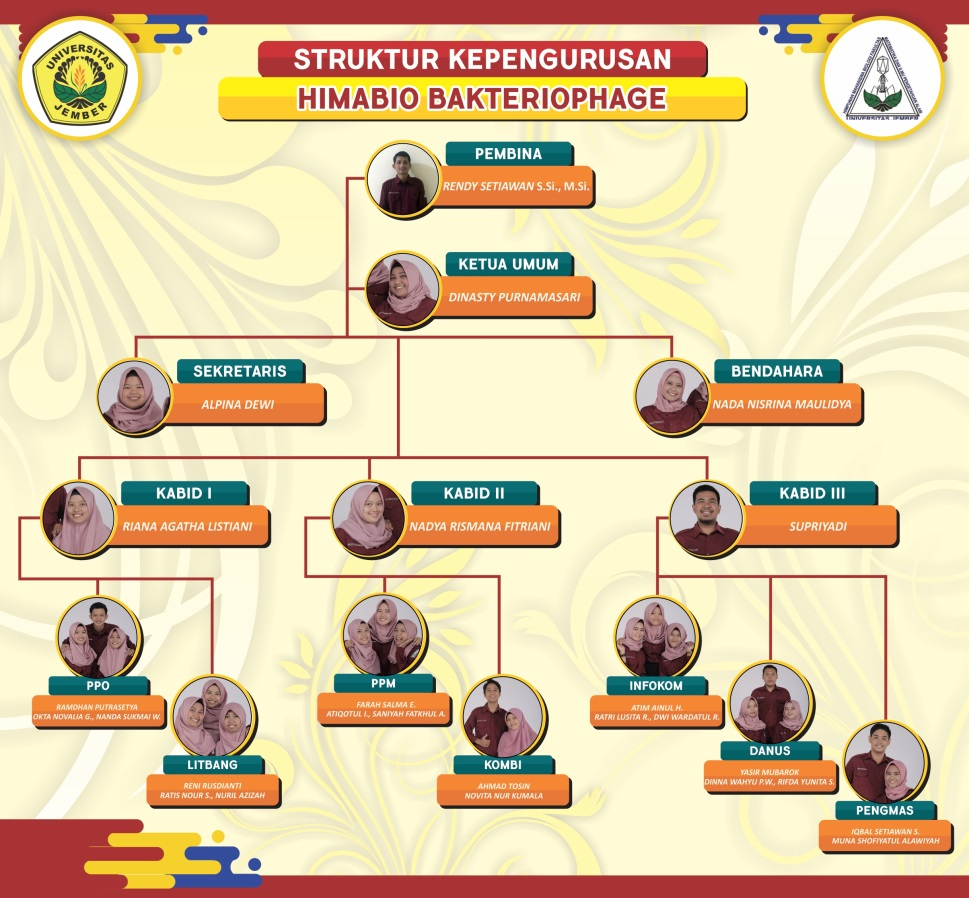 UNIVERSITAS
JEMBER
STRUKTUR KEPENGURUSAN
HIMABIO BAKTERIOPHAGE
UNIVERSITAS JEMBER
PEMBINA
RENDY SETIAWAN S.Si., M.Si.
KETUA UMUM
DINASTY PURNAMASARI
SEKRETARIS
ALPINA DEWI
BENDAHARA
NADA NISRINA MAULIDYA
KABID I
RIANA AGATHA LISTIANI
KABID II
NADYA RISMANA FITRIANI
KABID III
SUPRIYADI
PPO
RAMDHAN PUTRASETYA
OKTA NOVALIA G., NANDA SUKMAI W.
LITBANG
RENI RUSDIANTI
RATIS NOUR S., NURIL AZIZAH
PPM
FARAH SALMA E.
ATIQOTUL I., SANIYAH FATKHUL A.
KOMBI
AHMAD TOSIN
NOVITA NUR KUMALA
INFOKOM
ATIM AINUL H.
RATRI LUSITA R., DWI WARDATUL R.
DANUS
YASIR MUBAROK
DINNA WAHYU P.W., RIFDA YUNITA S.
PENGMAS
IQBAL SETIAWAN S.
MUNA SHOFIYATUL ALAWIYAH